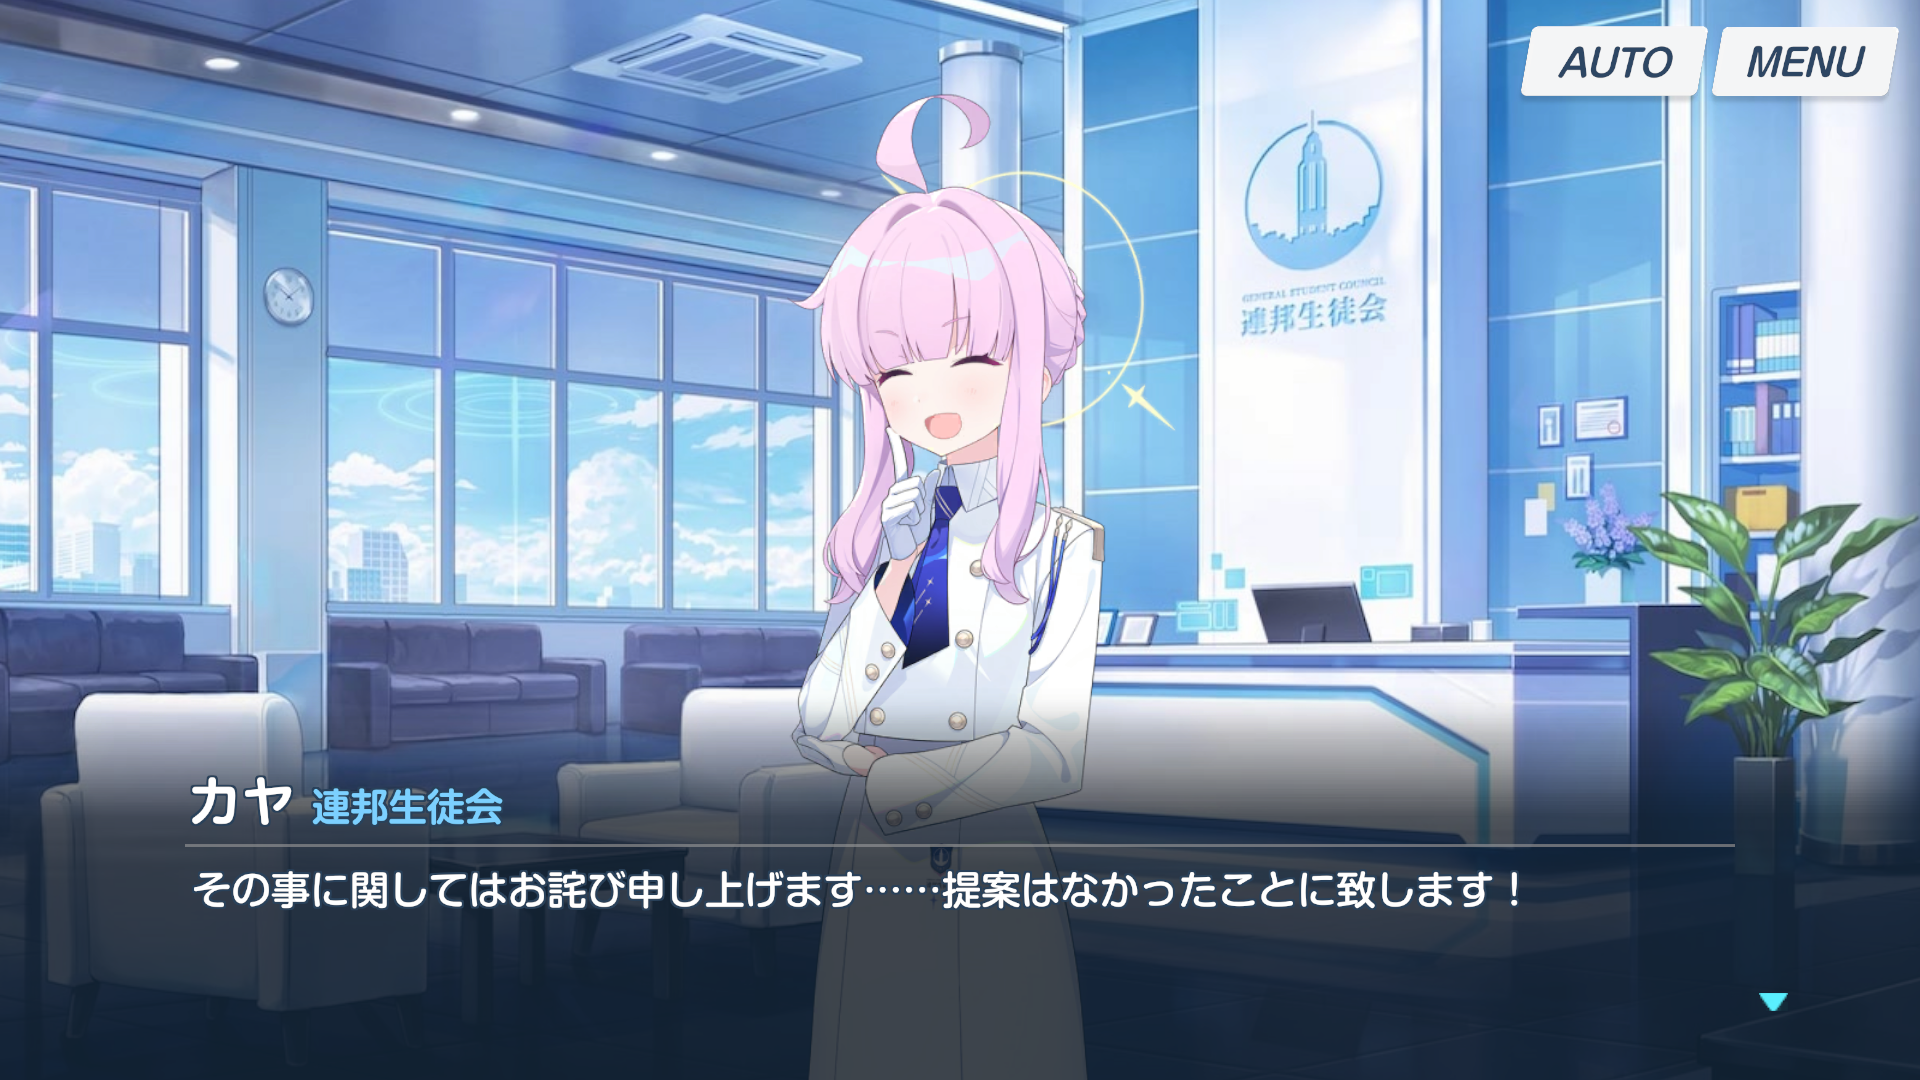 AUTO
MENU
GENERAL STUDENT COUNCIL
連邦生徒会
カヤ 連邦生徒会
その事に関してはお詫び申し上げます……提案はなかったことに致します！